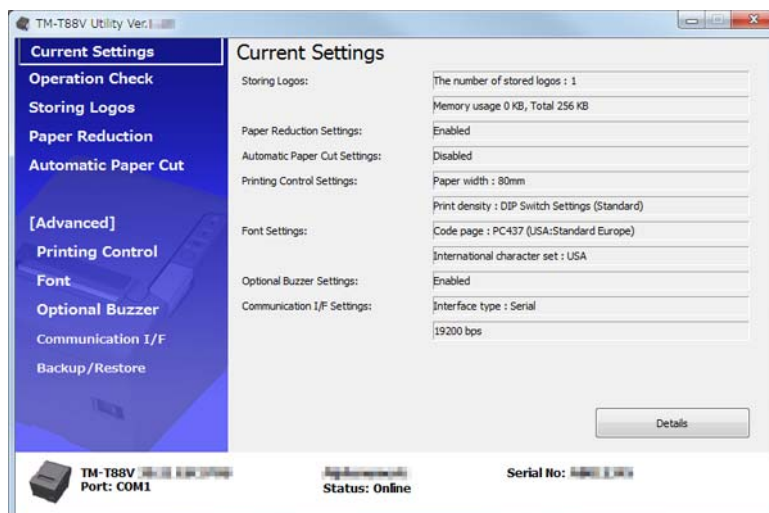 TM-T88V Utility Ver.
Current Settings
Operation Check
Storing Logos
Paper Reduction
Automatic Paper Cut
[Advanced]
Printing Control
Font
Optional Buzzer
Communication I/F
Backup/Restore
Current Settings
Storing Logos:
The number of stored logos : 1
Memory usage 0 KB, Total 256 KB
Paper Reduction Settings:
Enabled
Automatic Paper Cut Settings:
Disabled
Printing Control Settings:
Paper width : 80mm
Print density : DIP Switch Settings (Standard)
Font Settings:
Code page : PC437 (USA:Standard Europe)
International character set : USA
Optional Buzzer Settings:
Enabled
Communication I/F Settings:
Interface type : Serial
19200 bps
Details
TM-T88V
Port: COM1
Status: Online
Serial No: